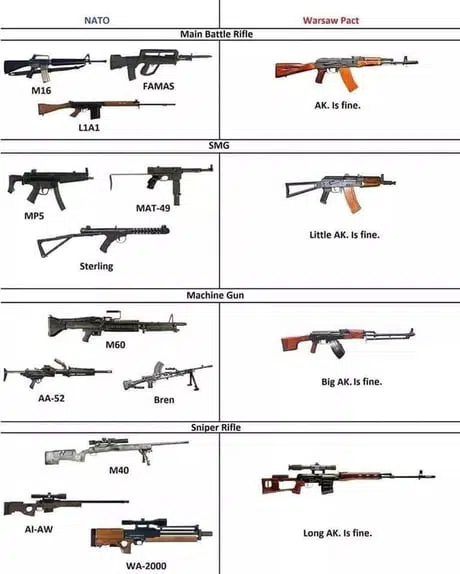 NATO
Warsaw Pact
Main Battle Rifle
M16
FAMAS
L1A1
AK. Is fine.
SMG
MP5
MAT-49
Sterling
Little AK. Is fine.
Machine Gun
M60
AA-52
Bren
Big AK. Is fine.
Sniper Rifle
M40
AI-AW
WA-2000
Long AK. Is fine.